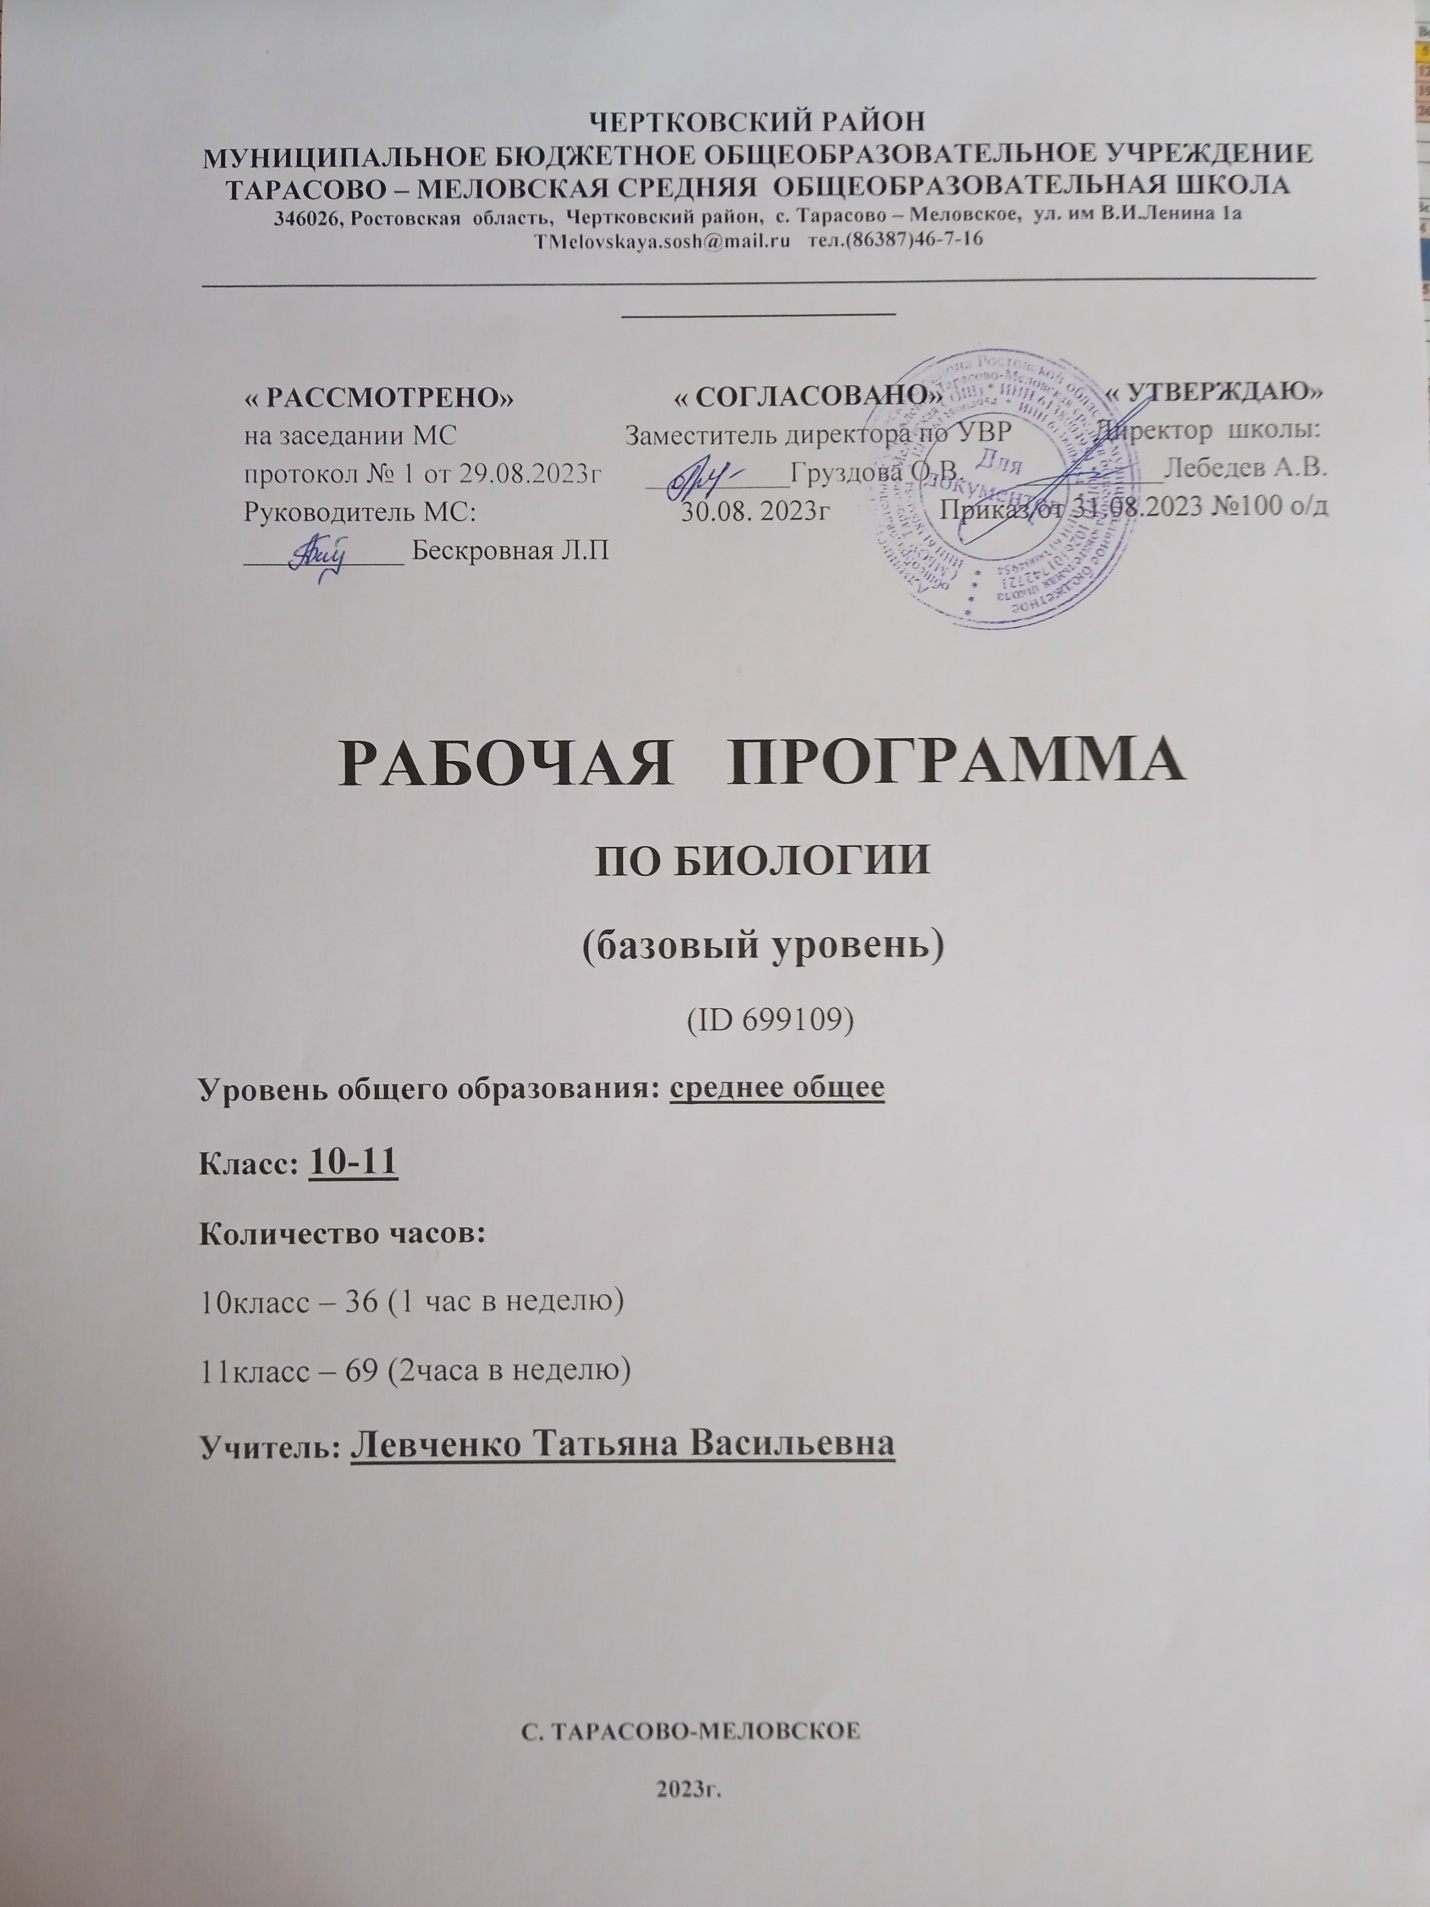 ЧЕРТКОВСКИЙ РАЙОН
МУНИЦИПАЛЬНОЕ БЮДЖЕТНОЕ ОБЩЕОБРАЗОВАТЕЛЬНОЕ УЧРЕЖДЕНИЕ
ТАРАСОВО – МЕЛОВСКАЯ СРЕДНЯЯ ОБЩЕОБРАЗОВАТЕЛЬНАЯ ШКОЛА
346026, Ростовская область, Чертковский район, с. Тарасово – Меловское, ул. им В.И.Ленина 1а
TMelovskaya.sosh@mail.ru тел.(86387)46-7-16
« РАССМОТРЕНО» « СОГЛАСОВАНО» « УТВЕРЖДАЮ»
на заседании МС Заместитель директора по УВР Директор школы:
протокол № 1 от 29.08.2023г __________Груздова О.В. __________Лебедев А.В.
Руководитель МС: 30.08. 2023г Приказ от 31.08.2023 №100 о/д
___________ Бескровная Л.П
Для
документов
РАБОЧАЯ ПРОГРАММА
ПО БИОЛОГИИ
(базовый уровень)
(ID 699109)
Уровень общего образования: среднее общее
Класс: 10-11
Количество часов:
10класс – 36 (1 час в неделю)
11класс – 69 (2часа в неделю)
Учитель: Левченко Татьяна Васильевна
С. ТАРАСОВО-МЕЛОВСКОЕ
2023г.